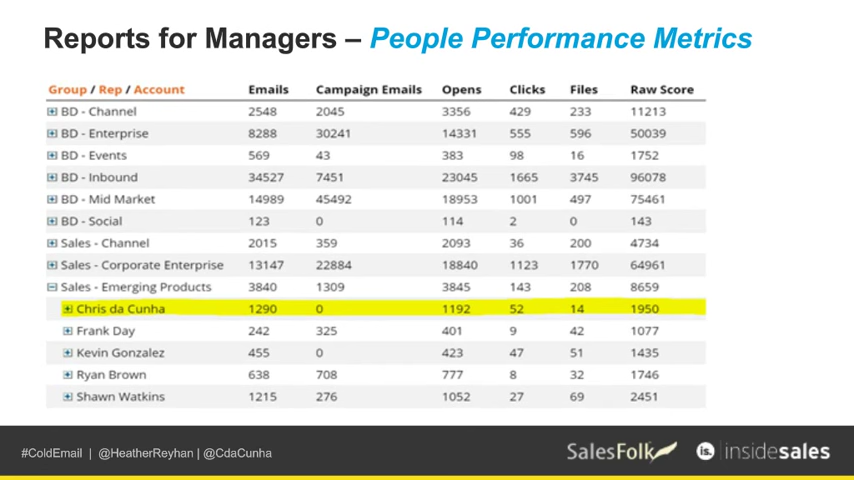 Reports for Managers – People Performance Metrics
Group / Rep / Account Emails Campaign Emails Opens Clicks Files Raw Score
BD - Channel 2548 2045 3356 429 233 11213
BD - Enterprise 8288 30241 14331 555 596 50039
BD - Events 569 43 383 98 16 1752
BD - Inbound 34527 7451 23045 1665 3745 96078
BD - Mid Market 14989 45492 18953 1001 497 75461
BD - Social 123 0 114 2 0 143
Sales - Channel 2015 359 2093 36 200 4734
Sales - Corporate Enterprise 13147 22884 18840 1123 1770 64961
Sales - Emerging Products 3840 1309 3845 143 208 8659
Chris da Cunha 1290 0 1192 52 14 1950
Frank Day 242 325 401 9 42 1077
Kevin Gonzalez 455 0 423 47 51 1435
Ryan Brown 638 708 777 8 32 1746
Shawn Watkins 1215 276 1052 27 69 2451
#ColdEmail | @HeatherReyhan | @CdaCunha
SalesFolk
is. insidesales